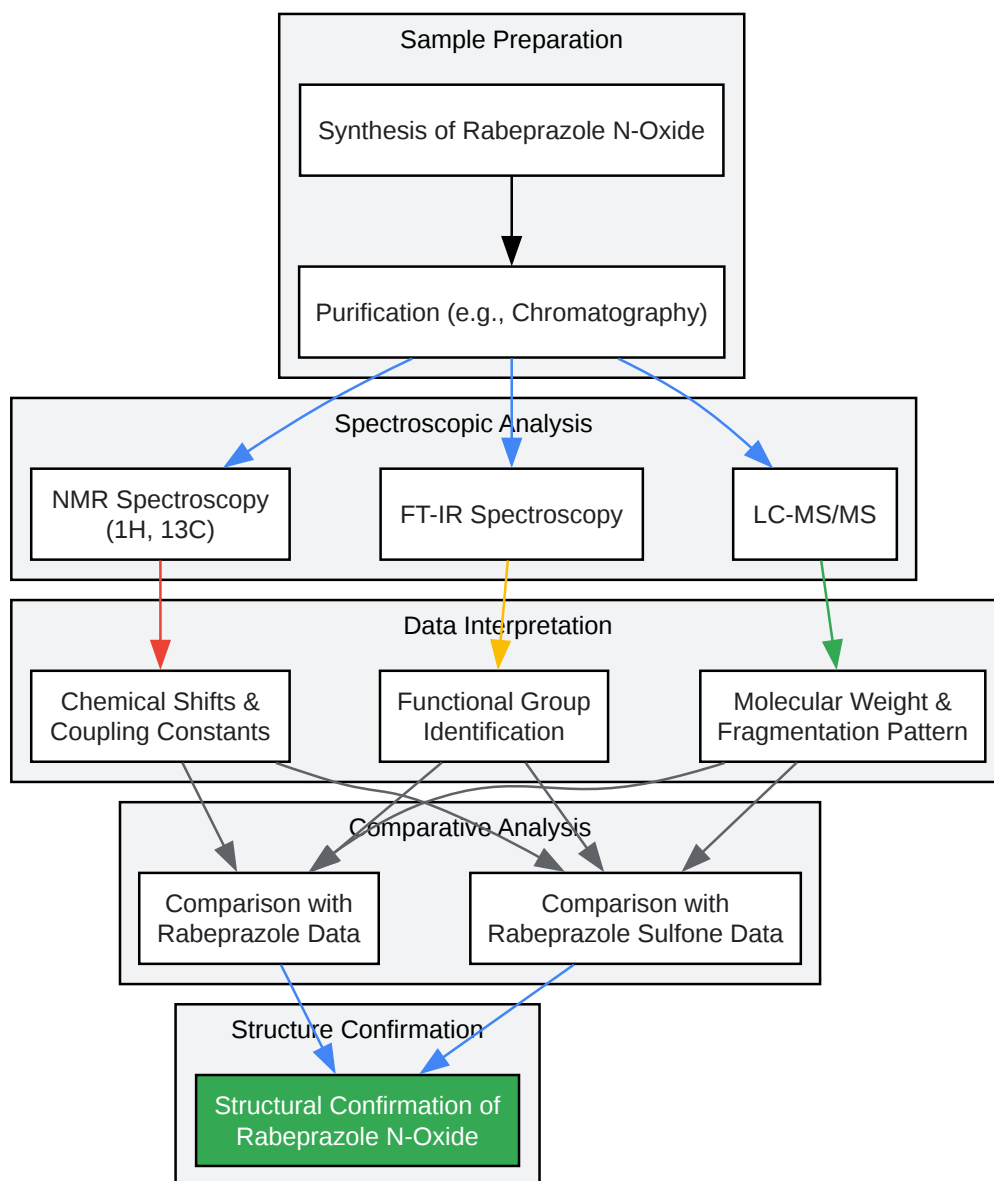 Sample Preparation
Synthesis of Rabeprazole N-Oxide
Purification (e.g., Chromatography)
Spectroscopic Analysis
NMR Spectroscopy
(1H, 13C)
FT-IR Spectroscopy
LC-MS/MS
Data Interpretation
Chemical Shifts &
Coupling Constants
Functional Group
Identification
Molecular Weight &
Fragmentation Pattern
Comparative Analysis
Comparison with
Rabeprazole Data
Comparison with
Rabeprazole Sulfone Data
Structure Confirmation
Structural Confirmation of
Rabeprazole N-Oxide